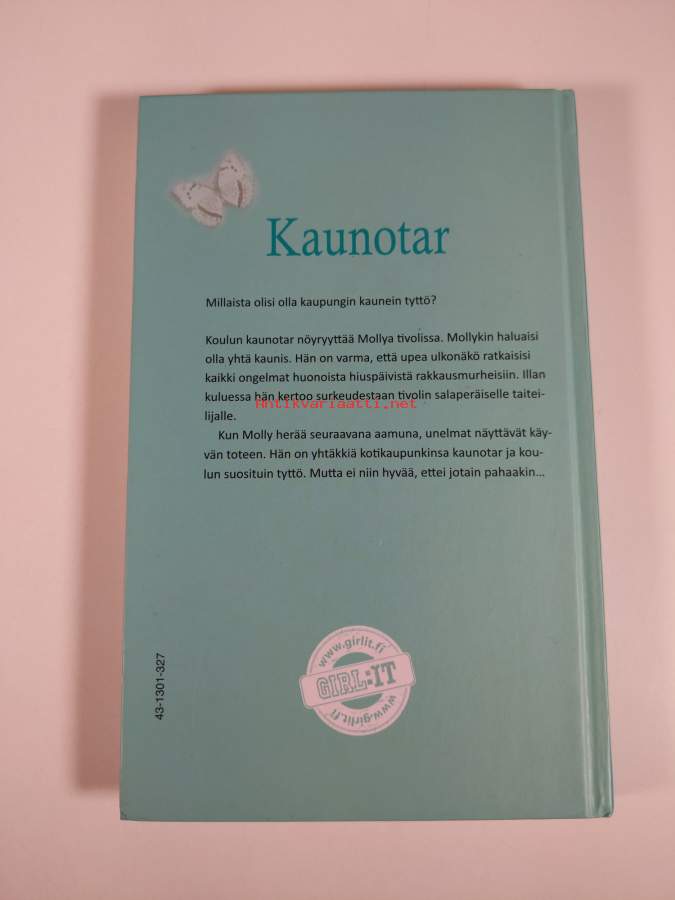 Kaunotar
Millaista olisi olla kaupungin kaunein tyttö?
Koulun kaunotar nöyryyttää Mollya tivolissa. Mollykin haluaisi
olla yhtä kaunis. Hän on varma, että upea ulkonäkö ratkaisisi
kaikki ongelmat huonoista hiuspäivistä rakkausmurheisiin. Illan
kuluessa hän kertoo surkeudestaan tivolin salaperäiselle taitei-
lijalle.
Antikvariaatti.net
Kun Molly herää seuraavana aamuna, unelmat näyttävät käy-
vän toteen. Hän on yhtäkkiä kotikaupunkinsa kaunotar ja kou-
lun suosituin tyttö. Mutta ei niin hyvää, ettei jotain pahaakin...
www.girlit.fi
GIRL:IT
www.girlit.fi
43-1301-327